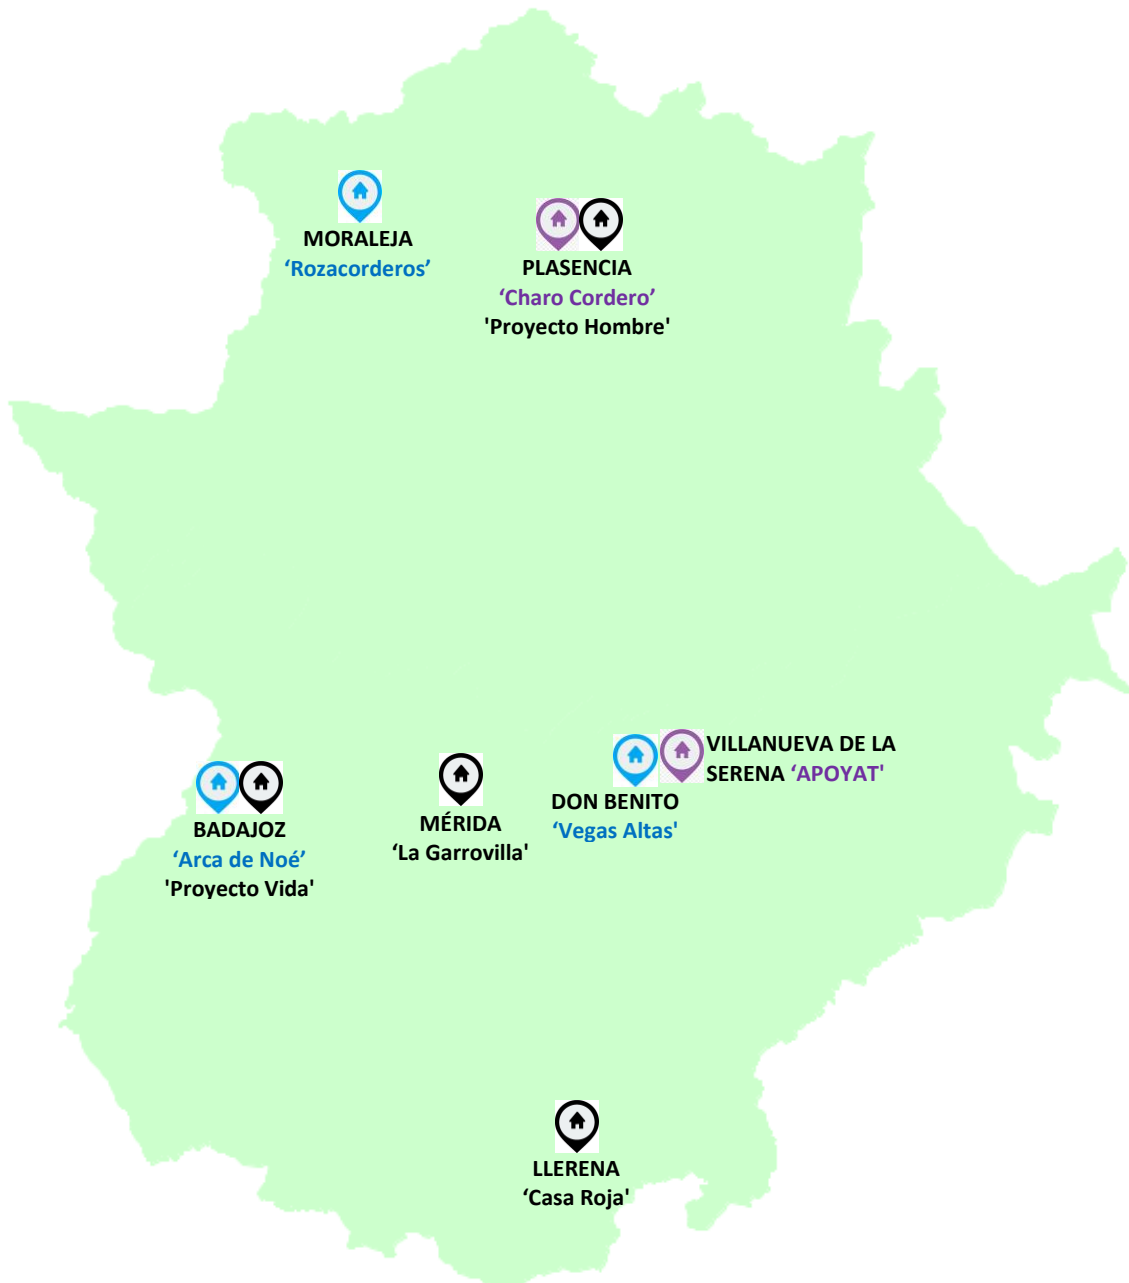 MORALEJA
‘Rozacorderos’
PLASENCIA
‘Charo Cordero’
'Proyecto Hombre'
VILLANUEVA DE LA
SERENA ‘APOYAT'
DON BENITO
‘Vegas Altas'
MÉRIDA
‘La Garrovilla'
BADAJOZ
‘Arca de Noé’
'Proyecto Vida'
LLERENA
‘Casa Roja'